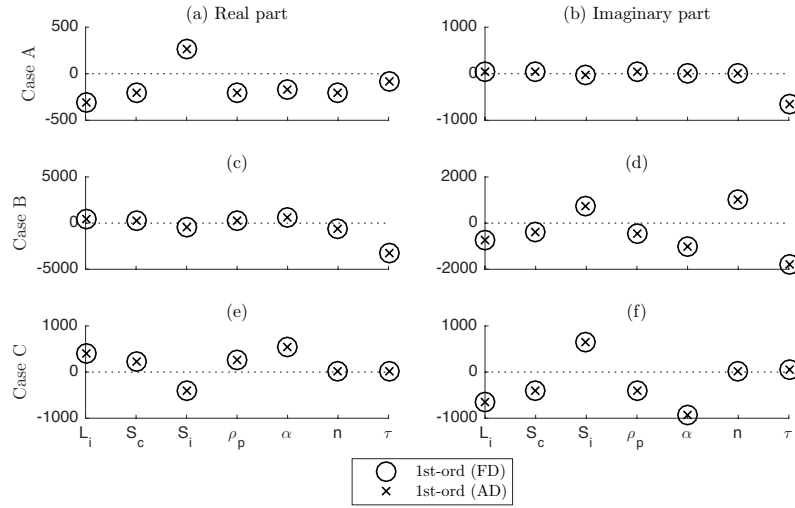 (a) Real part
(b) Imaginary part
Case A
500
0
-500
1000
0
-1000
(c)
(d)
Case B
5000
0
-5000
2000
0
-2000
(e)
(f)
Case C
1000
0
-1000
1000
0
-1000
L_i S_c S_i ρ_p α n τ
L_i S_c S_i ρ_p α n τ
1st-ord (FD)
1st-ord (AD)